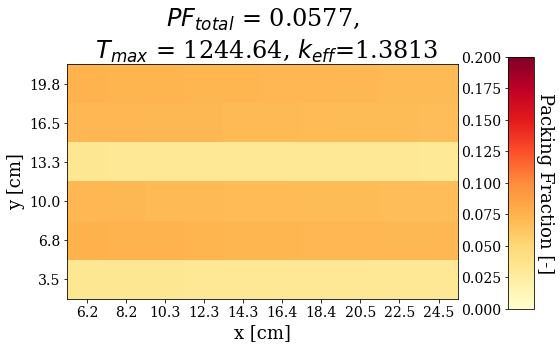 PF_total = 0.0577,
T_max = 1244.64, k_eff=1.3813
19.8
16.5
13.3
10.0
6.8
3.5
y [cm]
6.2 8.2 10.3 12.3 14.3 16.4 18.4 20.5 22.5 24.5
x [cm]
0.200
0.175
0.150
0.125
0.100
0.075
0.050
0.025
0.000
Packing Fraction [-]